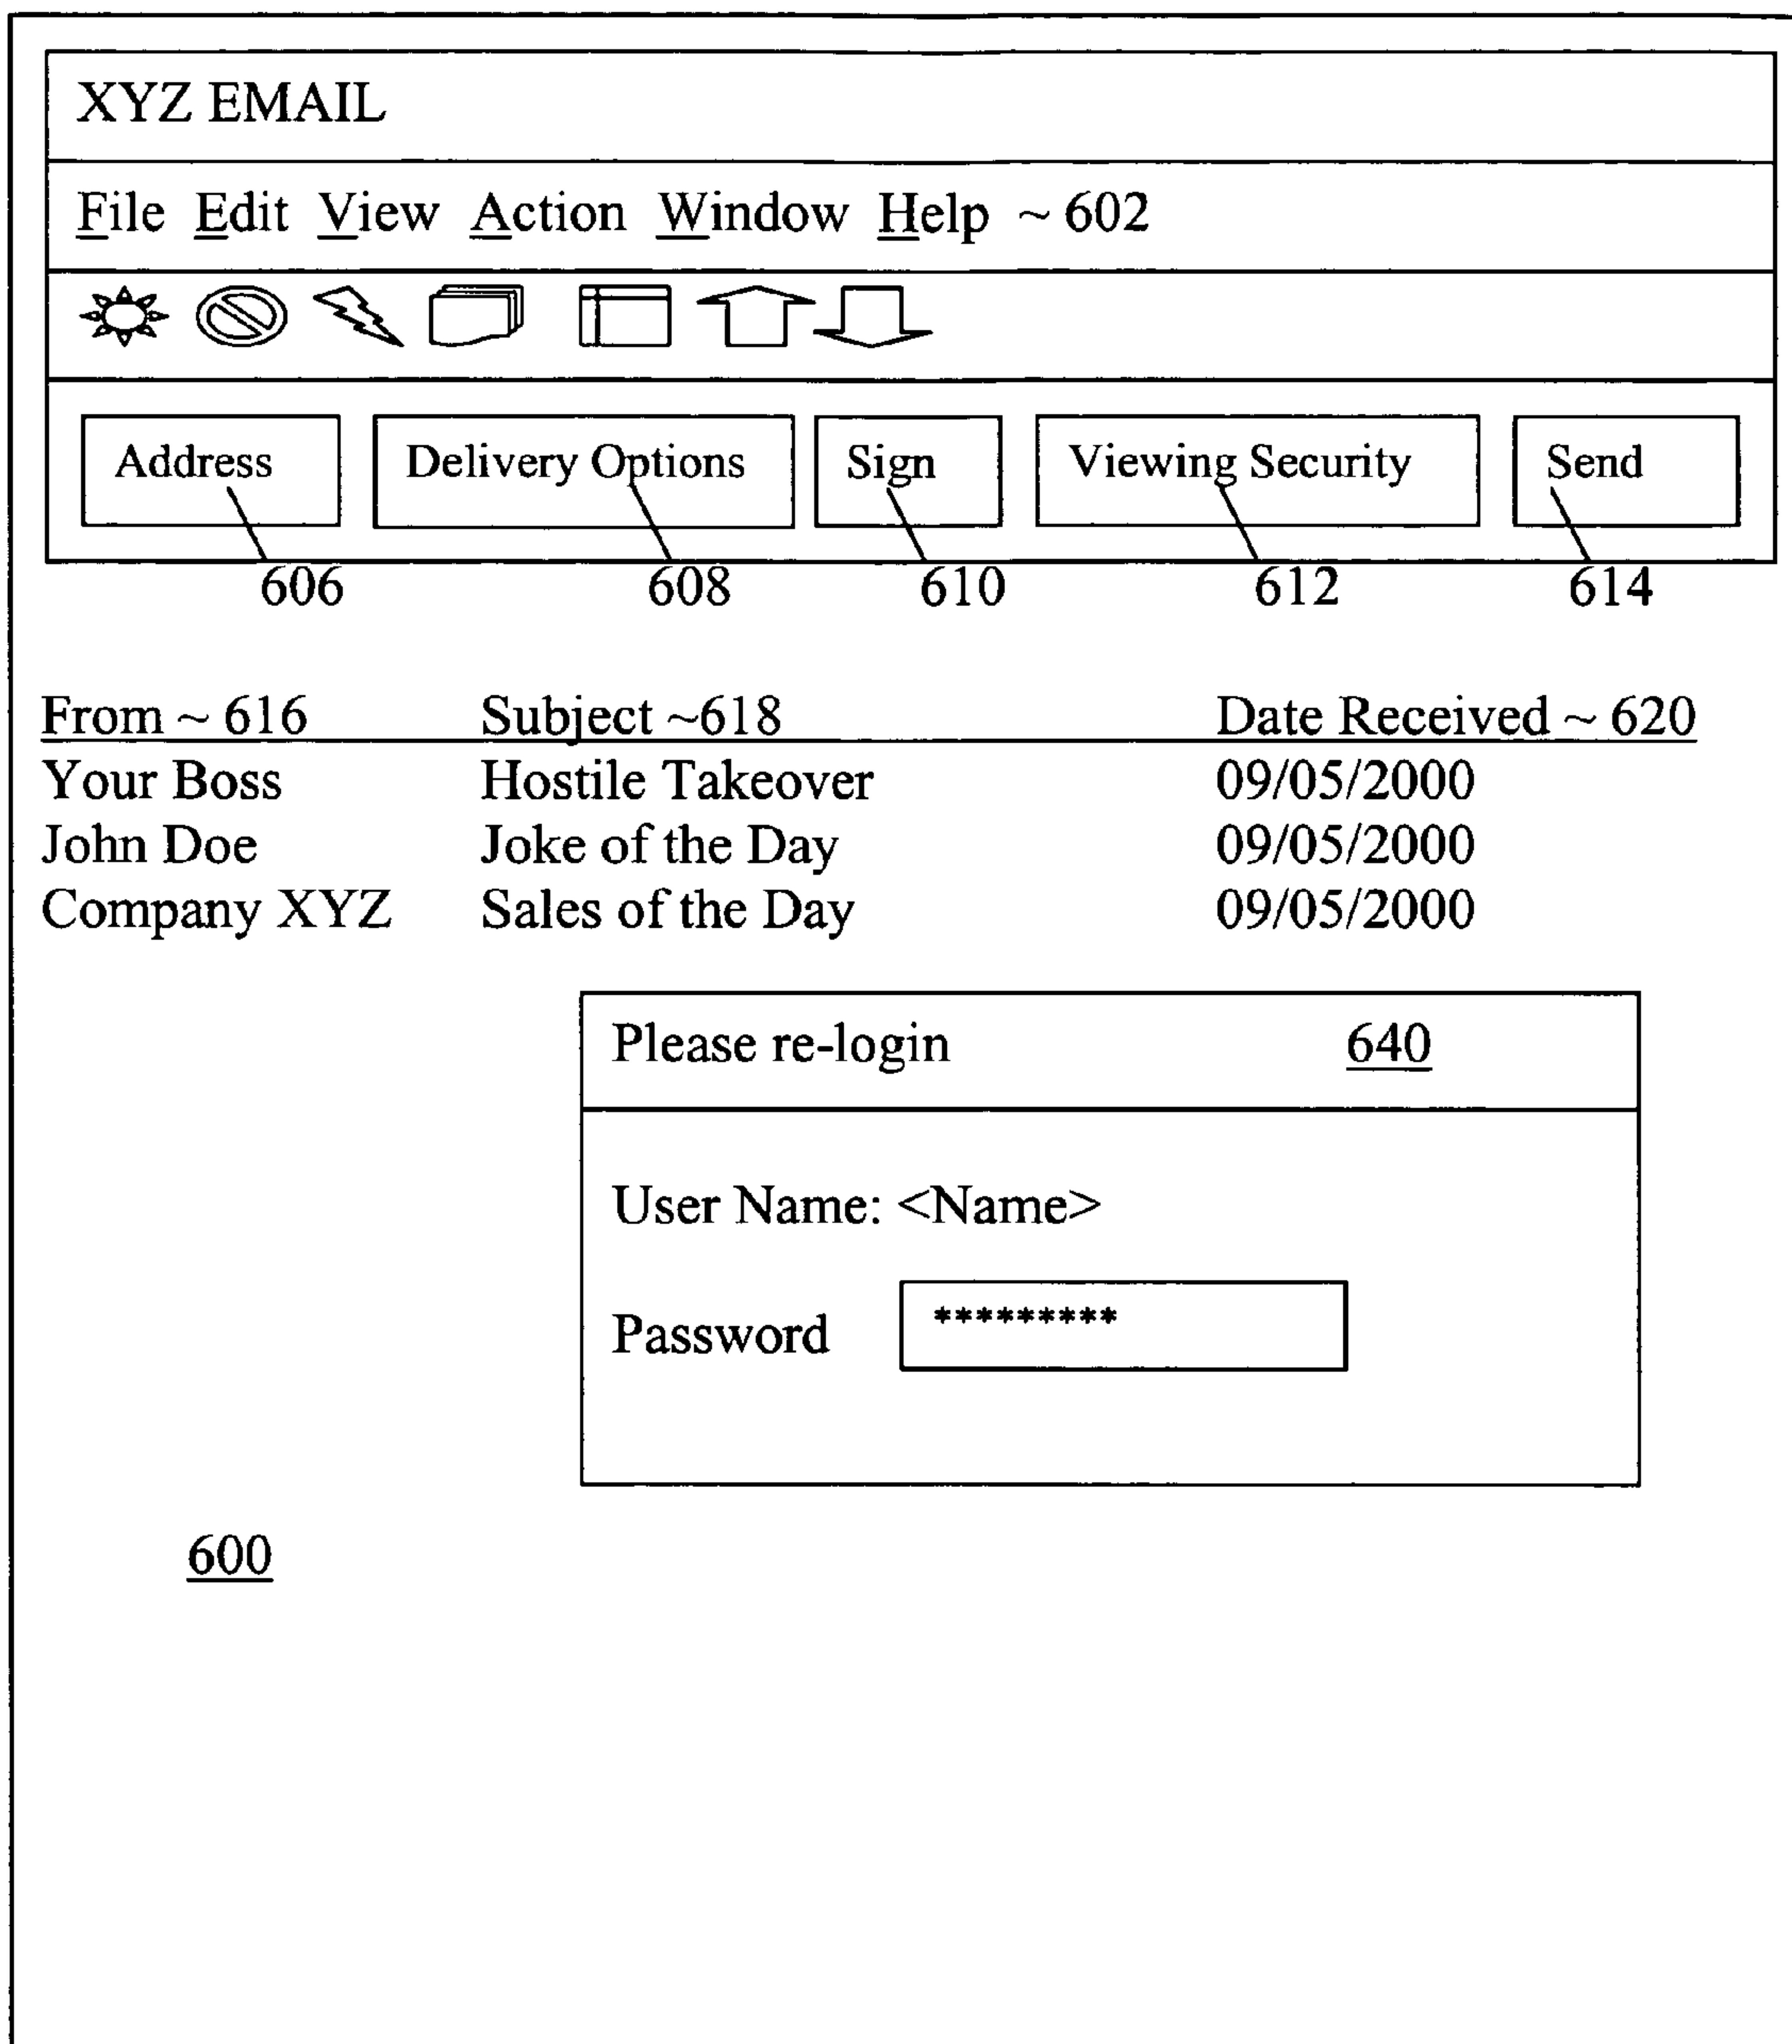 XYZ EMAIL
File Edit View Action Window Help ~ 602
Address Delivery Options Sign Viewing Security Send
606 608 610 612 614
From ~ 616 Subject ~618 Date Received ~ 620
Your Boss Hostile Takeover 09/05/2000
John Doe Joke of the Day 09/05/2000
Company XYZ Sales of the Day 09/05/2000
Please re-login 640
User Name: <Name>
Password *********
600